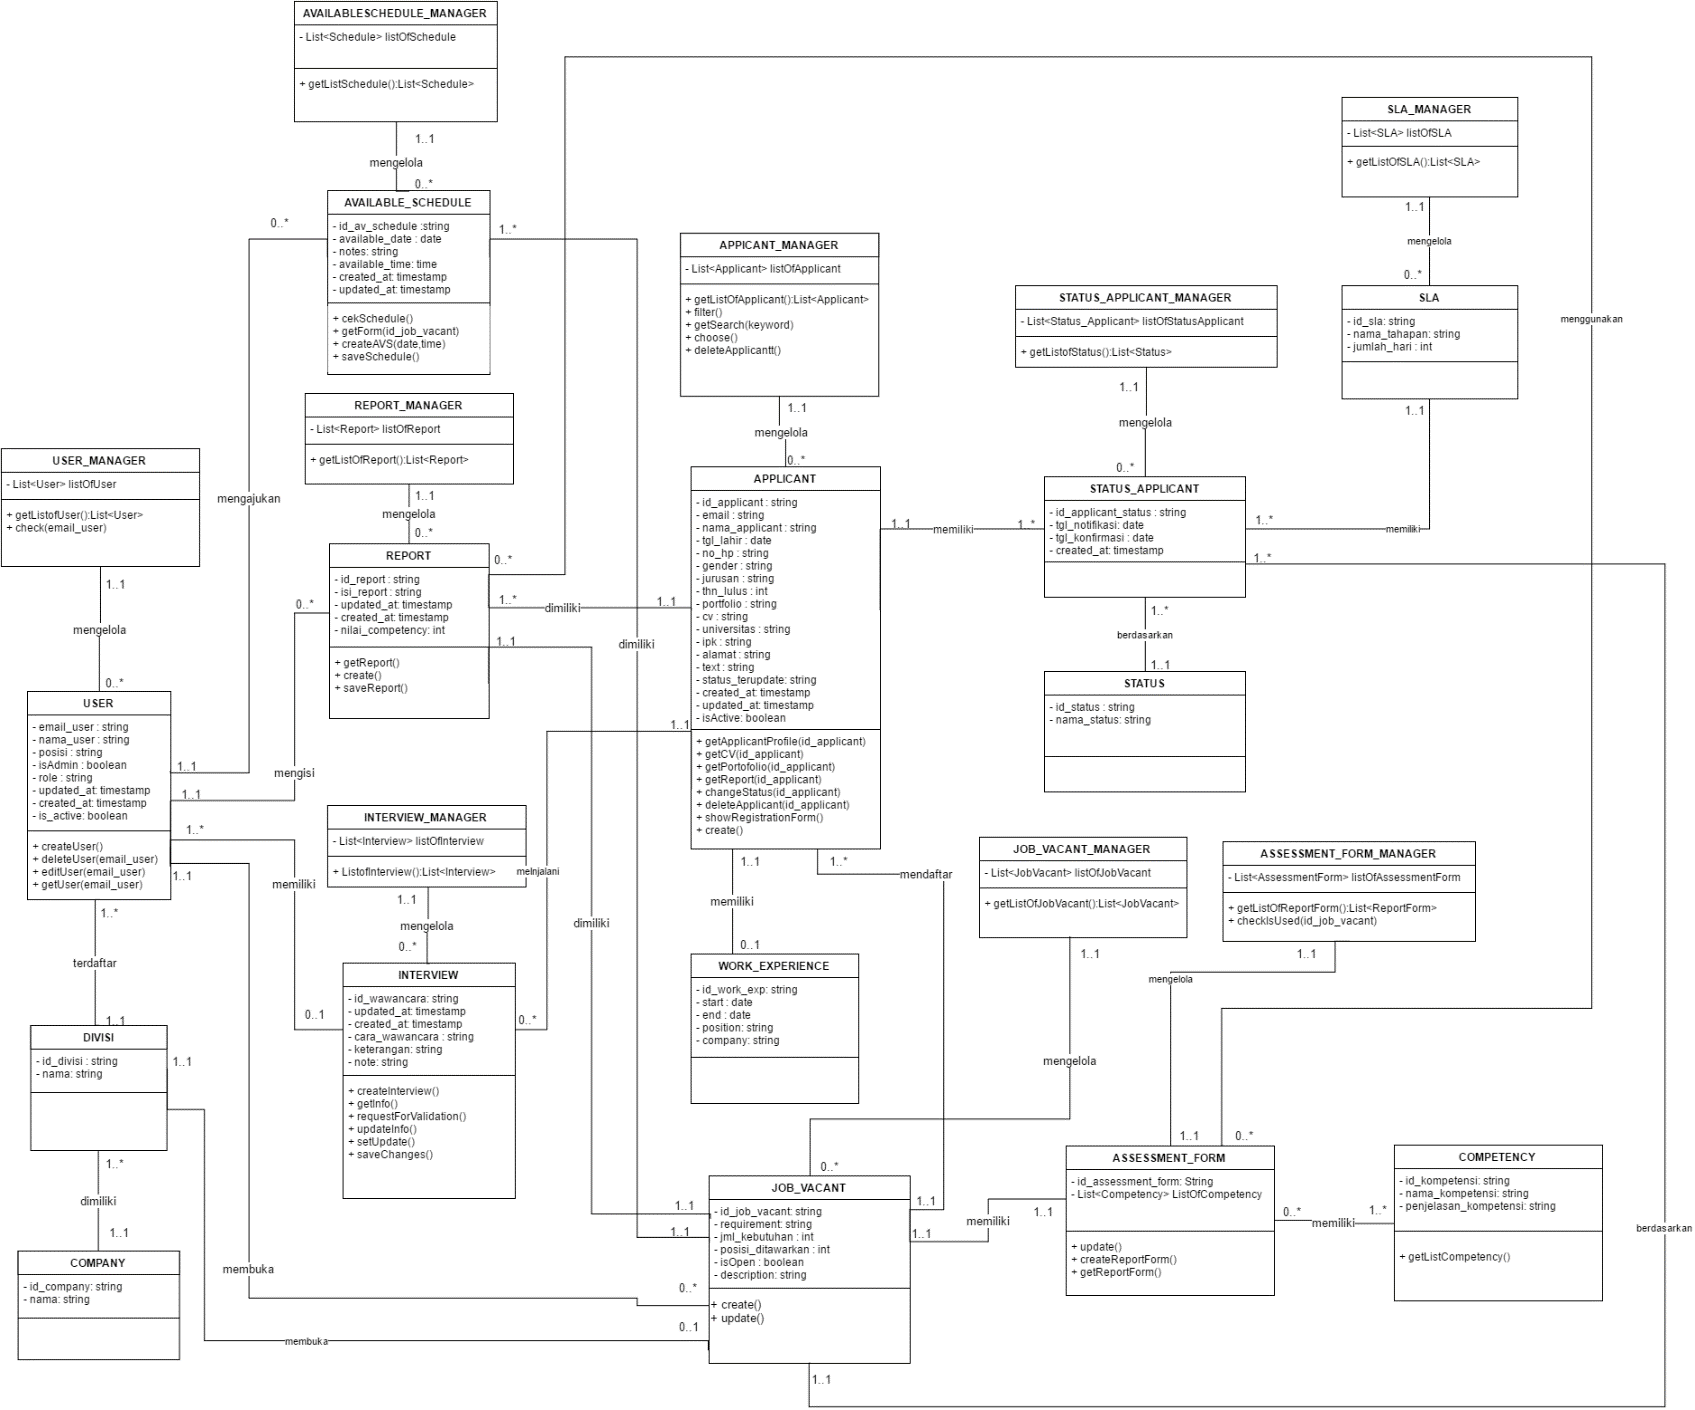 AVAILABLESCHEDULE_MANAGER
- List<Schedule> listOfSchedule
+ getListSchedule():List<Schedule>
1..1
mengelola
0..*
AVAILABLE_SCHEDULE
- id_av_schedule :string
- available_date : date
- notes: string
- available_time: time
- created_at: timestamp
- updated_at: timestamp
+ cekSchedule()
+ getForm(id_job_vacant)
+ createAVS(date,time)
+ saveSchedule()
0..*
1..*
mengajukan
dimiliki
SLA_MANAGER
- List<SLA> listOfSLA
+ getListOfSLA():List<SLA>
1..1
mengelola
0..*
SLA
- id_sla: string
- nama_tahapan: string
- jumlah_hari : int
1..1
memiliki
menggunakan
APPICANT_MANAGER
- List<Applicant> listOfApplicant
+ getListOfApplicant():List<Applicant>
+ filter()
+ getSearch(keyword)
+ choose()
+ deleteApplicantt()
1..1
mengelola
0..*
STATUS_APPLICANT_MANAGER
- List<Status_Applicant> listOfStatusApplicant
+ getListofStatus():List<Status>
1..1
mengelola
0..*
REPORT_MANAGER
- List<Report> listOfReport
+ getListOfReport():List<Report>
1..1
mengelola
0..*
USER_MANAGER
- List<User> listOfUser
+ getListofUser():List<User>
+ check(email_user)
1..1
mengelola
0..*
APPLICANT
- id_applicant : string
- email : string
- nama_applicant : string
- tgl_lahir : date
- no_hp : string
- gender : string
- jurusan : string
- thn_lulus : int
- portfolio : string
- cv : string
- universitas : string
- ipk : string
- alamat : string
- text : string
- status_terupdate: string
- created_at: timestamp
- updated_at: timestamp
- isActive: boolean
+ getApplicantProfile(id_applicant)
+ getCV(id_applicant)
+ getPortofolio(id_applicant)
+ getReport(id_applicant)
+ changeStatus(id_applicant)
+ deleteApplicant(id_applicant)
+ showRegistrationForm()
+ create()
1..1
memiliki
1..*
STATUS_APPLICANT
- id_applicant_status : string
- tgl_notifikasi: date
- tgl_konfirmasi : date
- created_at: timestamp
1..*
1..*
1..*
berdasarkan
1..1
STATUS
- id_status : string
- nama_status: string
REPORT
- id_report : string
- isi_report : string
- updated_at: timestamp
- created_at: timestamp
- nilai_competency: int
+ getReport()
+ create()
+ saveReport()
0..*
0..*
1..*
dimiliki
1..1
1..1
mengisi
1..1
USER
- email_user : string
- nama_user : string
- posisi : string
- isAdmin : boolean
- role : string
- updated_at: timestamp
- created_at: timestamp
- is_active: boolean
+ createUser()
+ deleteUser(email_user)
+ editUser(email_user)
+ getUser(email_user)
1..1
1..1
1..*
1..1
memiliki
INTERVIEW_MANAGER
- List<Interview> listOfInterview
+ ListofInterview():List<Interview>
1..1
mengelola
0..*
melnjalani
1..1
memiliki
0..1
1..*
mendaftar
JOB_VACANT_MANAGER
- List<JobVacant> listOfJobVacant
+ getListOfJobVacant():List<JobVacant>
1..1
mengelola
0..*
ASSESSMENT_FORM_MANAGER
- List<AssessmentForm> listOfAssessmentForm
+ getListOfReportForm():List<ReportForm>
+ checkIsUsed(id_job_vacant)
1..1
mengelola
1..*
terdaftar
1..1
dimiliki
INTERVIEW
- id_wawancara: string
- updated_at: timestamp
- created_at: timestamp
- cara_wawancara : string
- keterangan: string
- note: string
+ createInterview()
+ getInfo()
+ requestForValidation()
+ updateInfo()
+ setUpdate()
+ saveChanges()
0..1
0..*
WORK_EXPERIENCE
- id_work_exp: string
- start : date
- end : date
- position: string
- company: string
DIVISI
- id_divisi : string
- nama: string
1..1
1..*
dimiliki
1..1
COMPANY
- id_company: string
- nama: string
membuka
membuka
JOB_VACANT
- id_job_vacant: string
- requirement: string
- jml_kebutuhan : int
- posisi_ditawarkan : int
- isOpen : boolean
- description: string
+ create()
+ update()
1..1
1..1
0..*
0..1
1..1
1..1
1..1
memiliki
1..1
1..1
0..*
ASSESSMENT_FORM
- id_assessment_form: String
- List<Competency> ListOfCompetency
+ update()
+ createReportForm()
+ getReportForm()
0..*
memiliki
1..*
COMPETENCY
- id_kompetensi: string
- nama_kompetensi: string
- penjelasan_kompetensi: string
+ getListCompetency()
berdasarkan